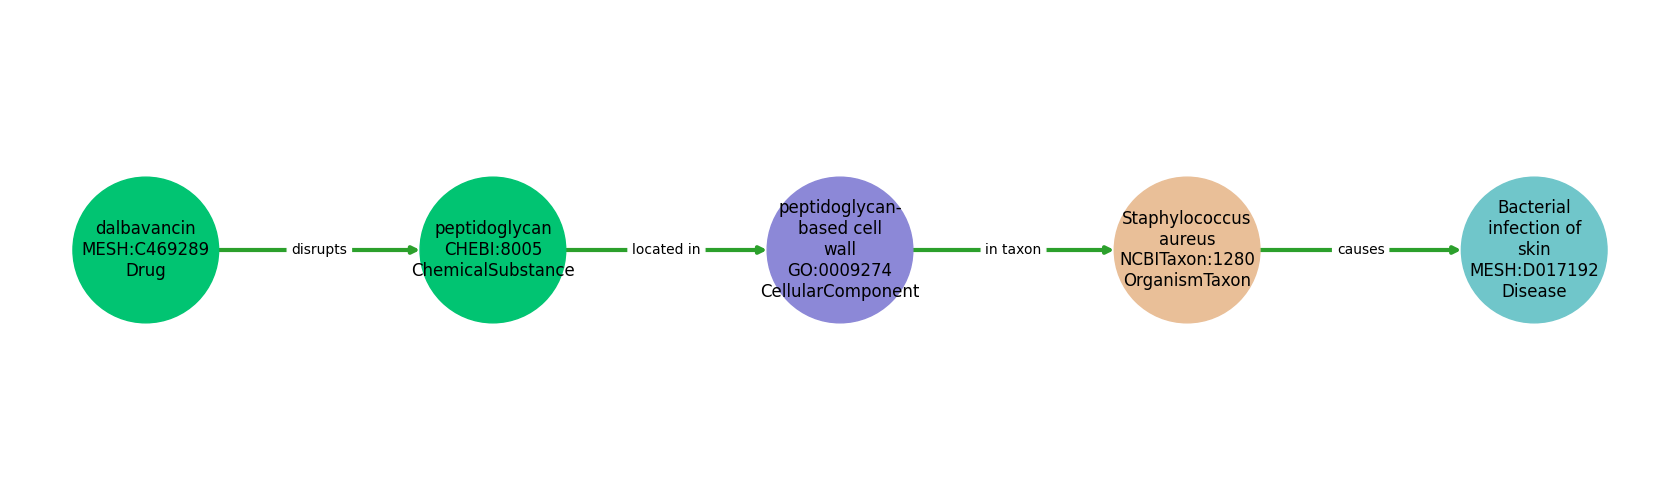 dalbavancin
MESH:C469289
Drug
disrupts
peptidoglycan
CHEBI:8005
ChemicalSubstance
located in
peptidoglycan-
based cell
wall
GO:0009274
CellularComponent
in taxon
Staphylococcus
aureus
NCBITaxon:1280
OrganismTaxon
causes
Bacterial
infection of
skin
MESH:D017192
Disease